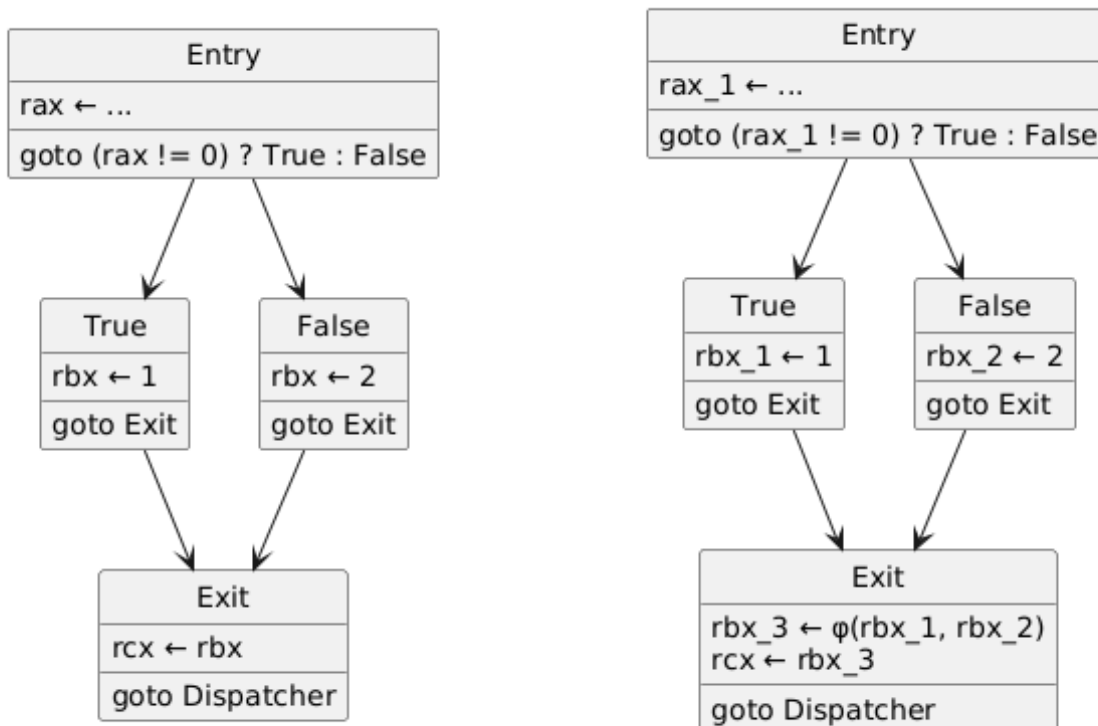 Entry
rax ← ...
goto (rax != 0) ? True : False
True
rbx ← 1
goto Exit
False
rbx ← 2
goto Exit
Exit
rcx ← rbx
goto Dispatcher
Entry
rax_1 ← ...
goto (rax_1 != 0) ? True : False
True
rbx_1 ← 1
goto Exit
False
rbx_2 ← 2
goto Exit
Exit
rbx_3 ← φ(rbx_1, rbx_2)
rcx ← rbx_3
goto Dispatcher